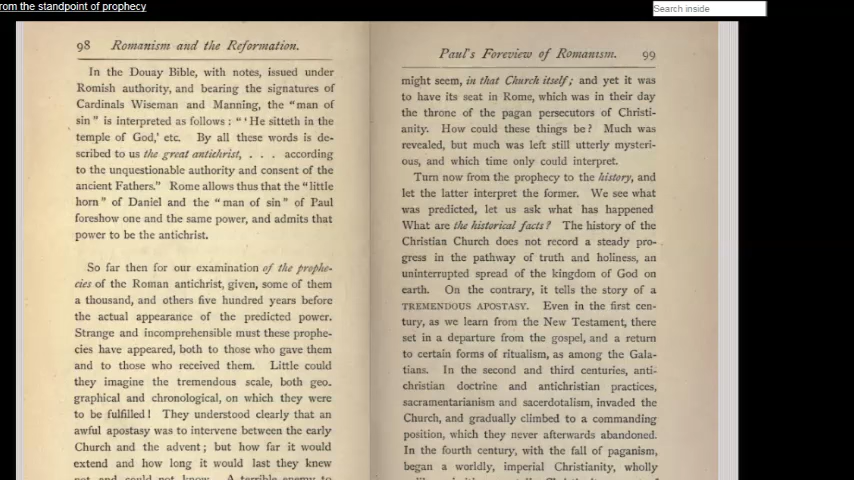 rom the standpoint of prophecy
Search inside
98 Romanism and the Reformation.
In the Douay Bible, with notes, issued under
Romish authority, and bearing the signatures of
Cardinals Wiseman and Manning, the “man of
sin” is interpreted as follows: “‘He sitteth in the
temple of God,’ etc. By all these words is de-
scribed to us the great antichrist, . . . according
to the unquestionable authority and consent of the
ancient Fathers.” Rome allows thus that the “little
horn” of Daniel and the “man of sin” of Paul
foreshow one and the same power, and admits that
power to be the antichrist.
So far then for our examination of the prophe-
cies of the Roman antichrist, given, some of them
a thousand, and others five hundred years before
the actual appearance of the predicted power.
Strange and incomprehensible must these prophe-
cies have appeared, both to those who gave them
and to those who received them. Little could
they imagine the tremendous scale, both geo.
graphical and chronological, on which they were
to be fulfilled! They understood clearly that an
awful apostasy was to intervene between the early
Church and the advent; but how far it would
extend and how long it would last they knew
not and could not know. A terrible enemy to
Paul's Foreview of Romanism. 99
might seem, in that Church itself; and yet it was
to have its seat in Rome, which was in their day
the throne of the pagan persecutors of Christi-
anity. How could these things be? Much was
revealed, but much was left still utterly mysteri-
ous, and which time only could interpret.
Turn now from the prophecy to the history, and
let the latter interpret the former. We see what
was predicted, let us ask what has happened
What are the historical facts? The history of the
Christian Church does not record a steady pro-
gress in the pathway of truth and holiness, an
uninterrupted spread of the kingdom of God on
earth. On the contrary, it tells the story of a
TREMENDOUS APOSTASY. Even in the first cen-
tury, as we learn from the New Testament, there
set in a departure from the gospel, and a return
to certain forms of ritualism, as among the Gala-
tians. In the second and third centuries, anti-
christian doctrine and antichristian practices,
sacramentarianism and sacerdotalism, invaded the
Church, and gradually climbed to a commanding
position, which they never afterwards abandoned.
In the fourth century, with the fall of paganism,
began a worldly, imperial Christianity, wholly